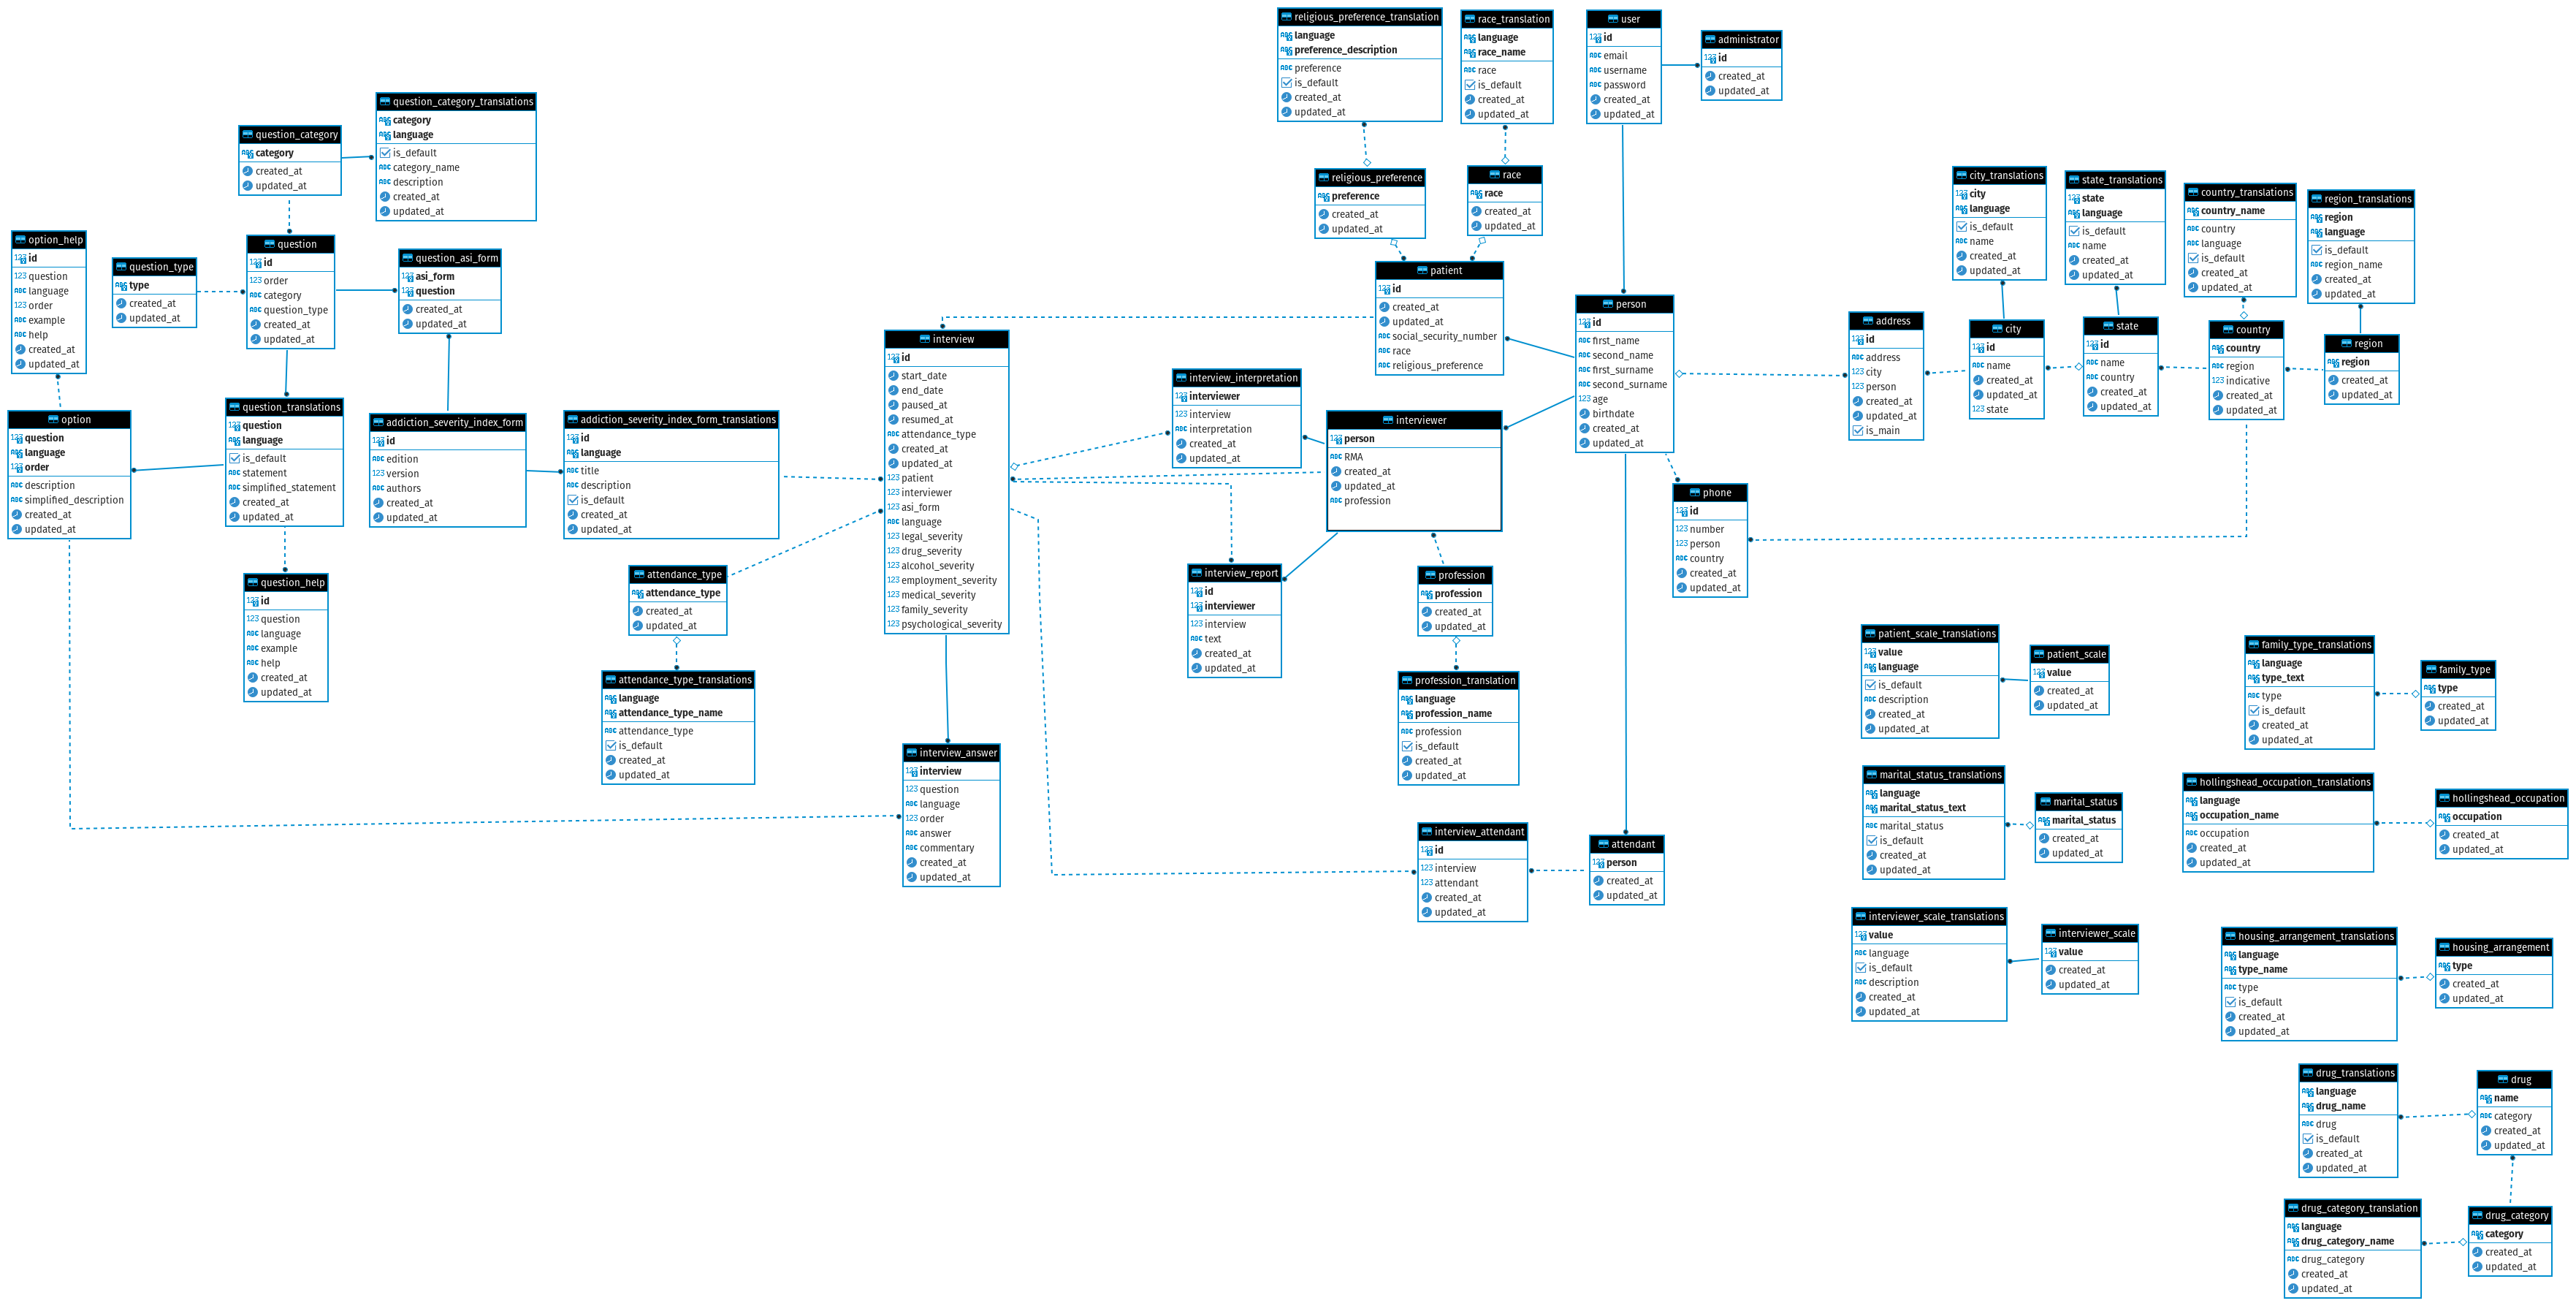 religious_preference_translation
language
preference_description
preference
is_default
created_at
updated_at
race_translation
language
race_name
race
is_default
created_at
updated_at
user
id
email
username
password
created_at
updated_at
administrator
id
created_at
updated_at
question_category_translations
category
language
is_default
category_name
description
created_at
updated_at
question_category
category
created_at
updated_at
religious_preference
preference
created_at
updated_at
race
race
created_at
updated_at
city_translations
city
language
is_default
name
created_at
updated_at
state_translations
state
language
is_default
name
created_at
updated_at
country_translations
country_name
country
language
is_default
created_at
updated_at
region_translations
region
language
is_default
region_name
created_at
updated_at
option_help
id
question
language
order
example
help
created_at
updated_at
question_type
type
created_at
updated_at
question
id
order
category
question_type
created_at
updated_at
question_asi_form
asi_form
question
created_at
updated_at
patient
id
created_at
updated_at
social_security_number
race
religious_preference
person
id
first_name
second_name
first_surname
second_surname
age
birthdate
created_at
updated_at
address
id
address
city
person
created_at
updated_at
is_main
city
id
name
created_at
updated_at
state
state
id
name
country
created_at
updated_at
country
country
region
indicative
created_at
updated_at
region
region
created_at
updated_at
interview
id
start_date
end_date
paused_at
resumed_at
attendance_type
created_at
updated_at
patient
interviewer
asi_form
language
legal_severity
drug_severity
alcohol_severity
employment_severity
medical_severity
family_severity
psychological_severity
interview_interpretation
interviewer
interview
interpretation
created_at
updated_at
interviewer
person
RMA
created_at
updated_at
profession
option
question
language
order
description
simplified_description
created_at
updated_at
question_translations
question
language
is_default
statement
simplified_statement
created_at
updated_at
addiction_severity_index_form
id
edition
version
authors
created_at
updated_at
addiction_severity_index_form_translations
id
language
title
description
is_default
created_at
updated_at
phone
id
number
person
country
created_at
updated_at
question_help
id
question
language
example
help
created_at
updated_at
attendance_type
attendance_type
created_at
updated_at
interview_report
id
interviewer
interview
text
created_at
updated_at
profession
profession
created_at
updated_at
attendance_type_translations
language
attendance_type_name
attendance_type
is_default
created_at
updated_at
profession_translation
language
profession_name
profession
is_default
created_at
updated_at
patient_scale_translations
value
language
is_default
description
created_at
updated_at
patient_scale
value
created_at
updated_at
family_type_translations
language
type_text
type
is_default
created_at
updated_at
family_type
type
created_at
updated_at
interview_answer
interview
question
language
order
answer
commentary
created_at
updated_at
interview_attendant
id
interview
attendant
created_at
updated_at
attendant
person
created_at
updated_at
marital_status_translations
language
marital_status_text
marital_status
is_default
created_at
updated_at
marital_status
marital_status
created_at
updated_at
hollingshead_occupation_translations
language
occupation_name
occupation
created_at
updated_at
hollingshead_occupation
occupation
created_at
updated_at
interviewer_scale_translations
value
language
is_default
description
created_at
updated_at
interviewer_scale
value
created_at
updated_at
housing_arrangement_translations
language
type_name
type
is_default
created_at
updated_at
housing_arrangement
type
created_at
updated_at
drug_translations
language
drug_name
drug
is_default
created_at
updated_at
drug
name
category
created_at
updated_at
drug_category_translation
language
drug_category_name
drug_category
created_at
updated_at
drug_category
category
created_at
updated_at